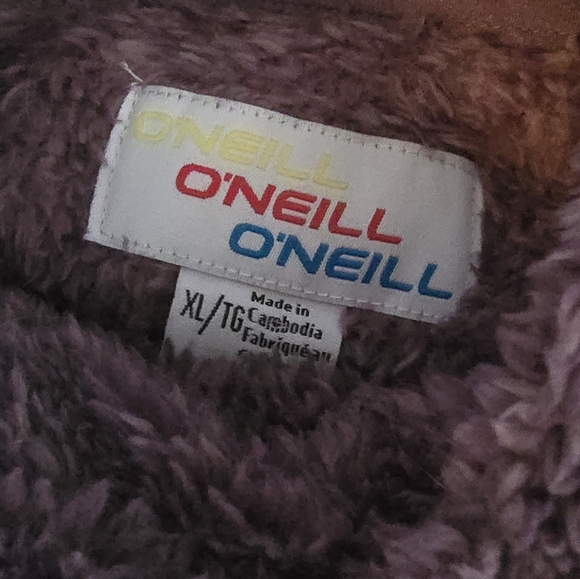 O'NEILL
O'NEILL
O'NEILL
XL/TG
Made in
Cambodia
Fabriqué au